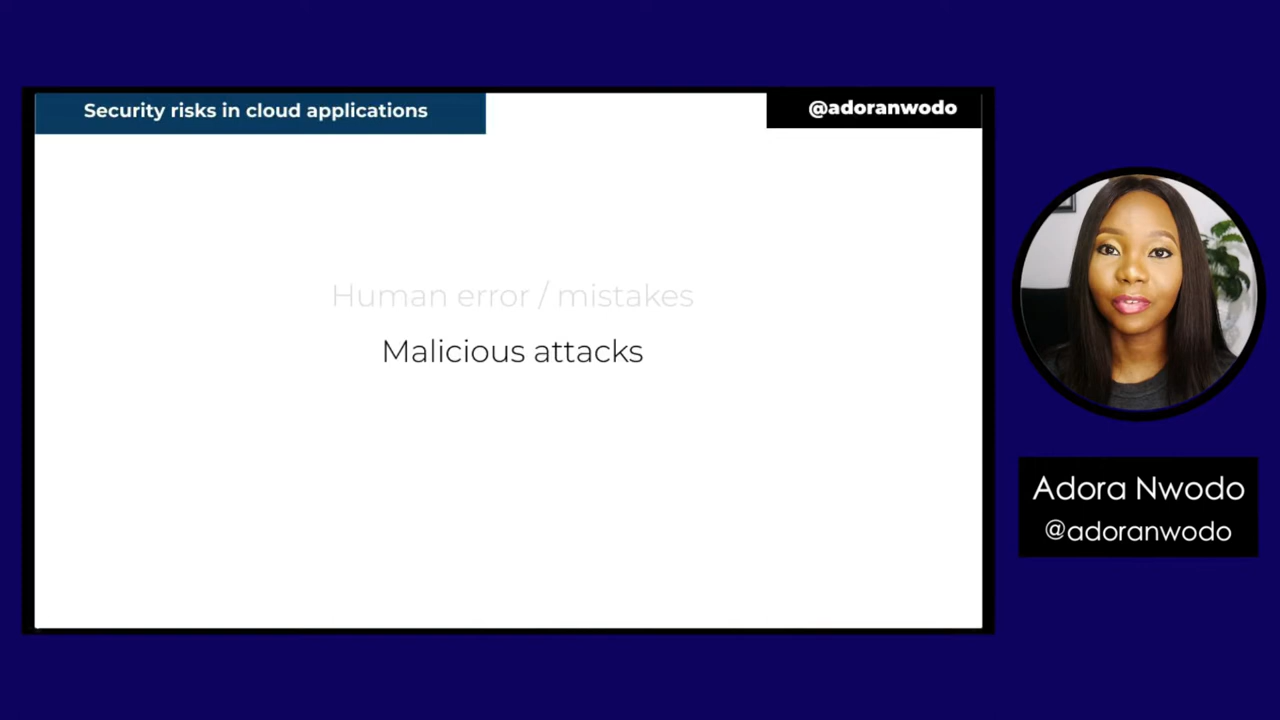 Security risks in cloud applications
@adoranwodo
Human error / mistakes
Malicious attacks
Adora Nwodo
@adoranwodo